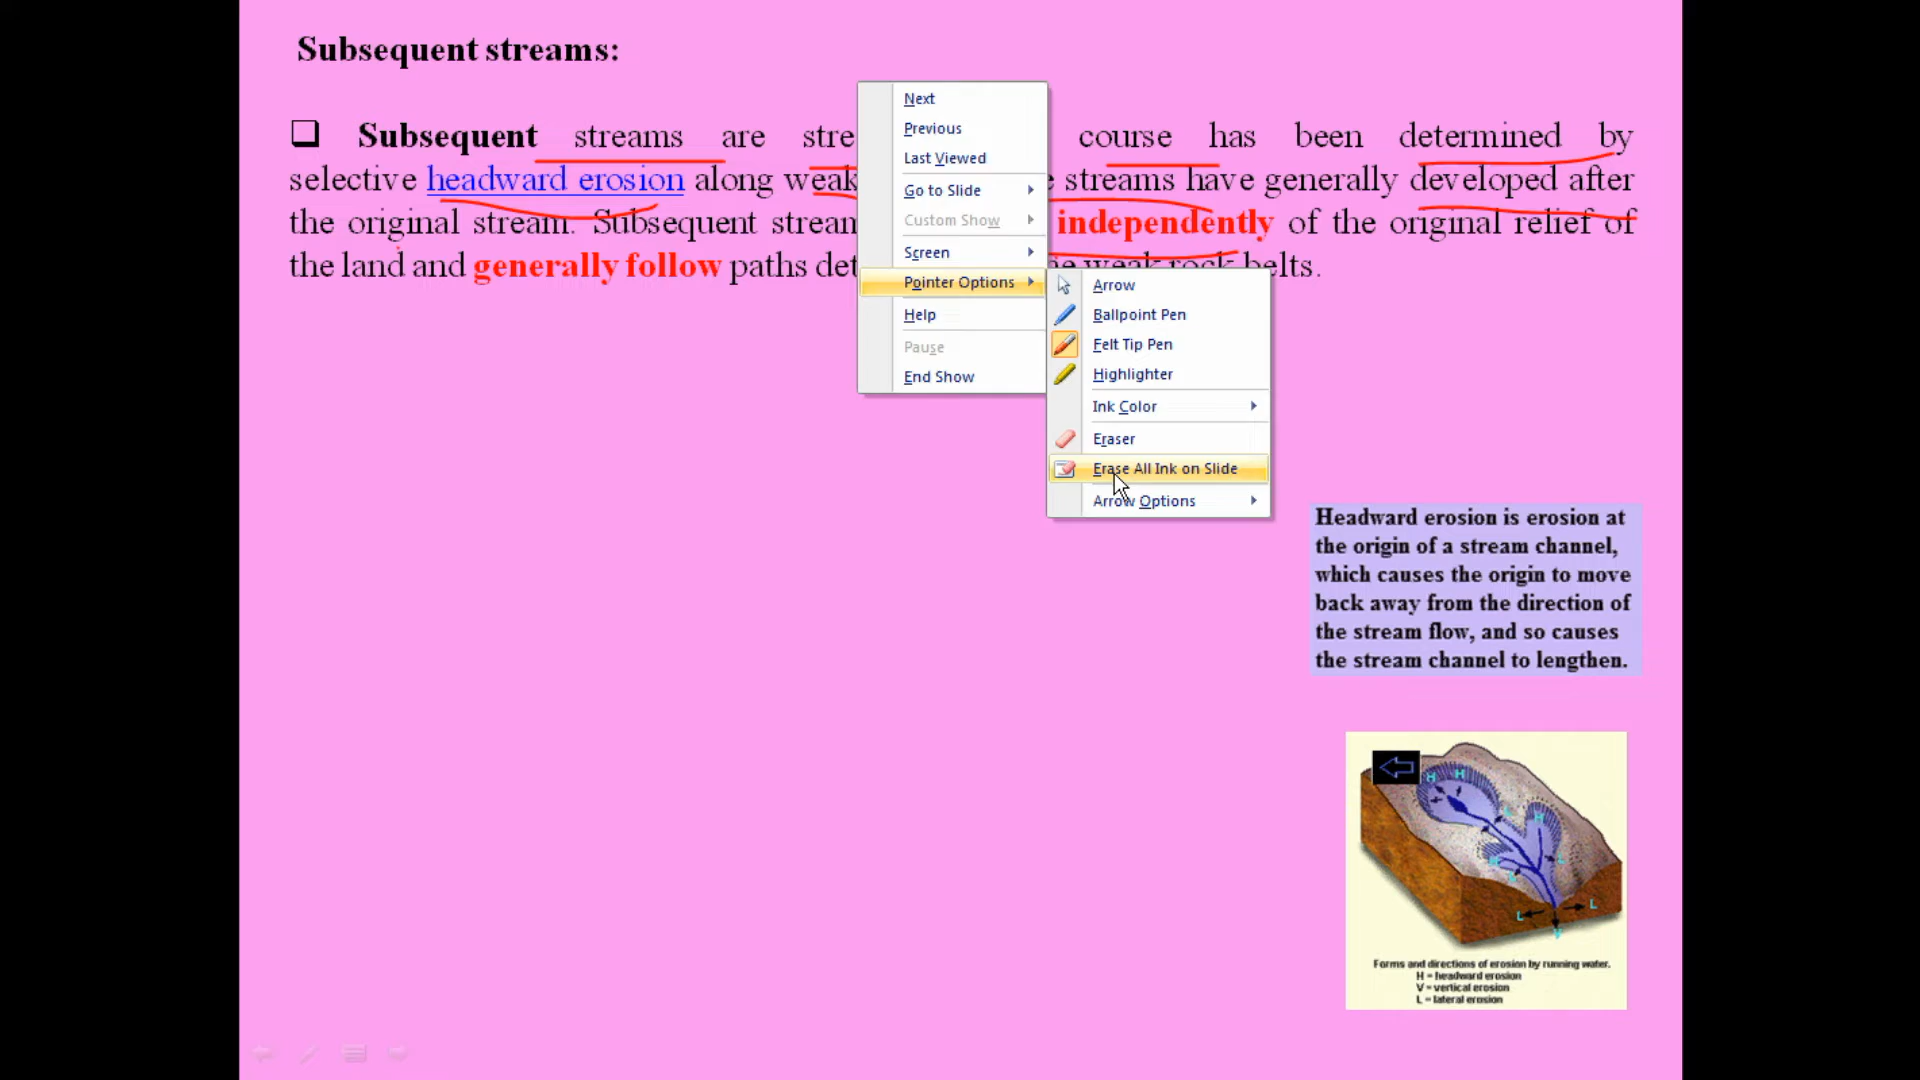 Subsequent streams:
❑ Subsequent streams are stre course has been determined by
selective headward erosion along weak e streams have generally developed after
the original stream. Subsequent stream independently of the original relief of
the land and generally follow paths det e weak rock belts.
Next
Previous
Last Viewed
Go to Slide
Custom Show
Screen
Pointer Options
Help
Pause
End Show
Arrow
Ballpoint Pen
Felt Tip Pen
Highlighter
Ink Color
Eraser
Erase All Ink on Slide
Arrow Options
Headward erosion is erosion at
the origin of a stream channel,
which causes the origin to move
back away from the direction of
the stream flow, and so causes
the stream channel to lengthen.
H H
H
H L
L L
V
Forms and directions of erosion by running water.
H = headward erosion
V = vertical erosion
L = lateral erosion